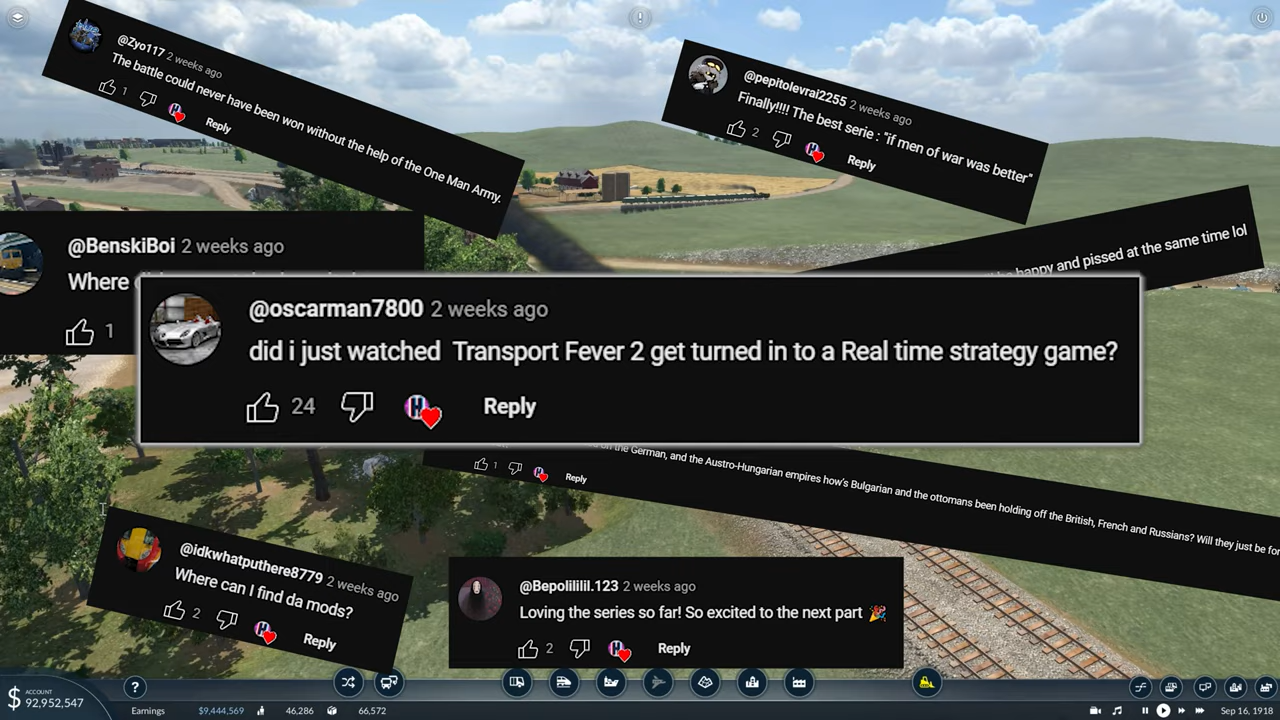 @Zyo117 2 weeks ago
The battle could never have been won without the help of the One Man Army.
1
Reply
@pepitolevrai2255 2 weeks ago
Finally!!!! The best serie : "if men of war was better"
2
Reply
@BenskiBoi 2 weeks ago
Where
1
be happy and pissed at the same time lol
@oscarman7800 2 weeks ago
did i just watched Transport Fever 2 get turned in to a Real time strategy game?
24
Reply
on the German, and the Austro-Hungarian empires how's Bulgarian and the ottomans been holding off the British, French and Russians? Will they just be
1
Reply
@idkwhatputhere8779 2 weeks ago
Where can I find da mods?
2
Reply
@Bepolilililil.123 2 weeks ago
Loving the series so far! So excited to the next part 🎉
2
Reply
$ ACCOUNT
92,952,547
?
Earnings $9,444,569 46,286 66,572
Sep 16, 1918